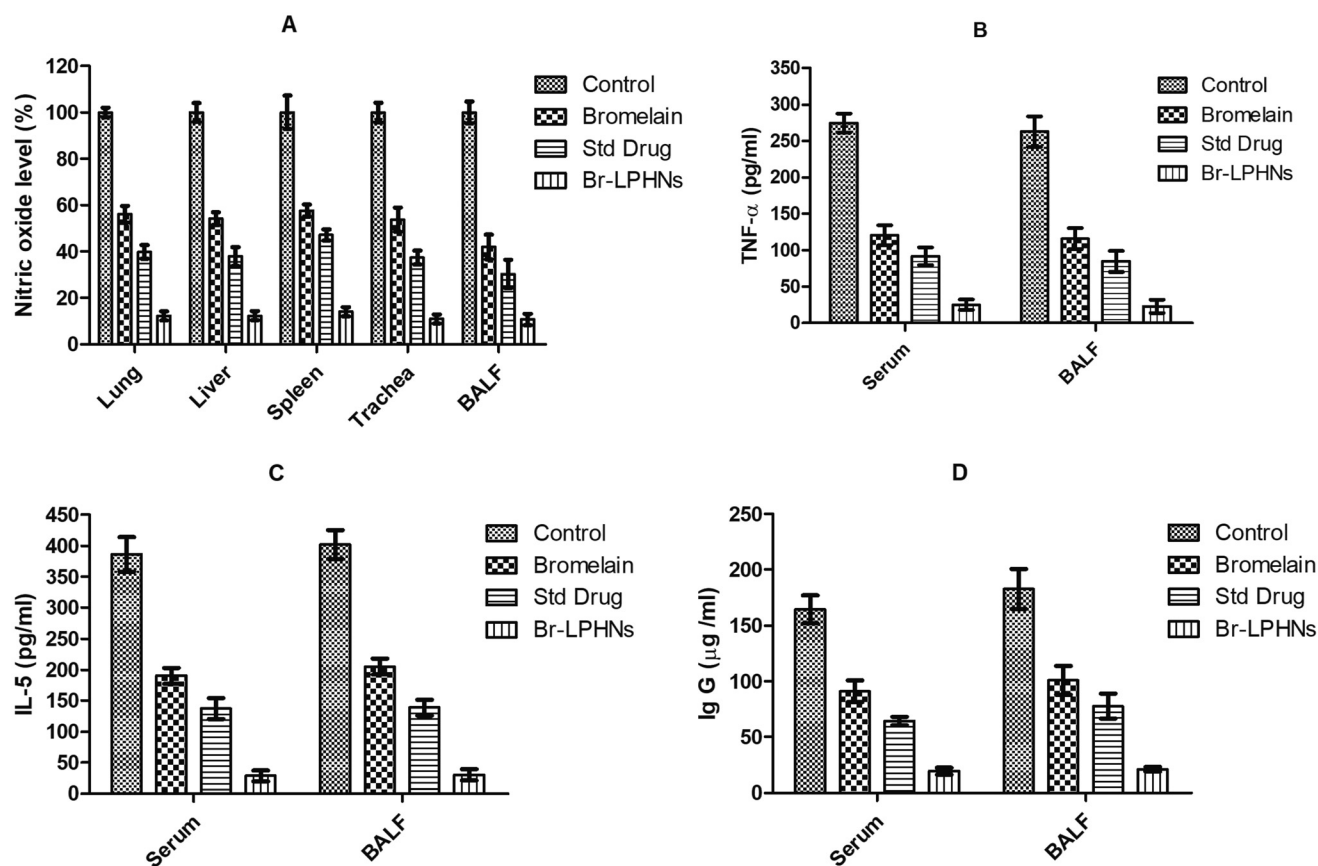 A
Nitric oxide level (%)
120
100
80
60
40
20
0
Lung
Liver
Spleen
Trachea
BALF
Control
Bromelain
Std Drug
Br-LPHNs
B
TNF-α (pg/ml)
350
300
250
200
150
100
50
0
Serum
BALF
Control
Bromelain
Std Drug
Br-LPHNs
C
IL-5 (pg/ml)
450
400
350
300
250
200
150
100
50
0
Serum
BALF
Control
Bromelain
Std Drug
Br-LPHNs
D
Ig G (μg /ml)
250
200
150
100
50
0
Serum
BALF
Control
Bromelain
Std Drug
Br-LPHNs